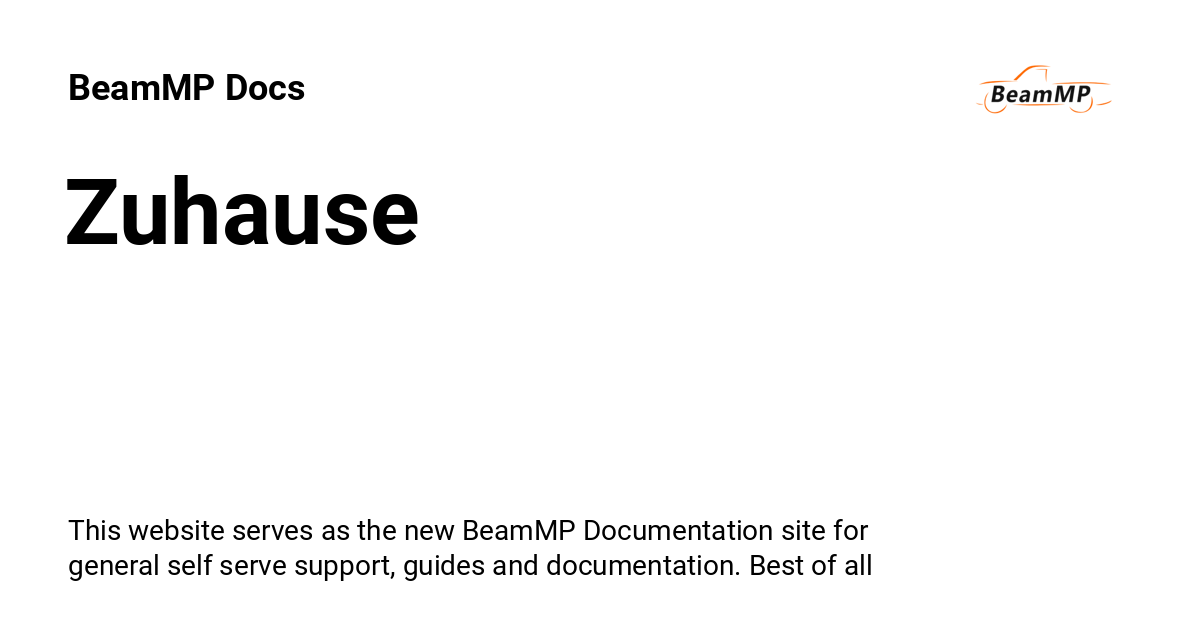 BeamMP Docs
BeamMP
Zuhause
This website serves as the new BeamMP Documentation site for
general self serve support, guides and documentation. Best of all